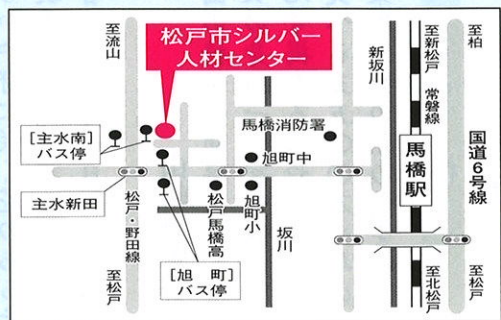 松戸市シルバー
人材センター
至流山
新坂川
至新松戸
常磐線
至柏
国道6号線
馬橋消防署
[主水南]
バス停
旭町中
馬橋駅
主水新田
松戸・野田線
松戸馬橋高
旭町小
坂川
[旭 町]
バス停
至松戸
至北松戸
至松戸